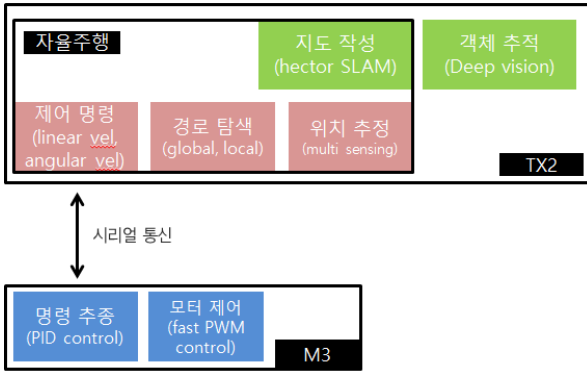 자율주행
지도 작성
(hector SLAM)
객체 추적
(Deep vision)
제어 명령
(linear vel,
angular vel)
경로 탐색
(global, local)
위치 추정
(multi sensing)
TX2
시리얼 통신
명령 추종
(PID control)
모터 제어
(fast PWM
control)
M3